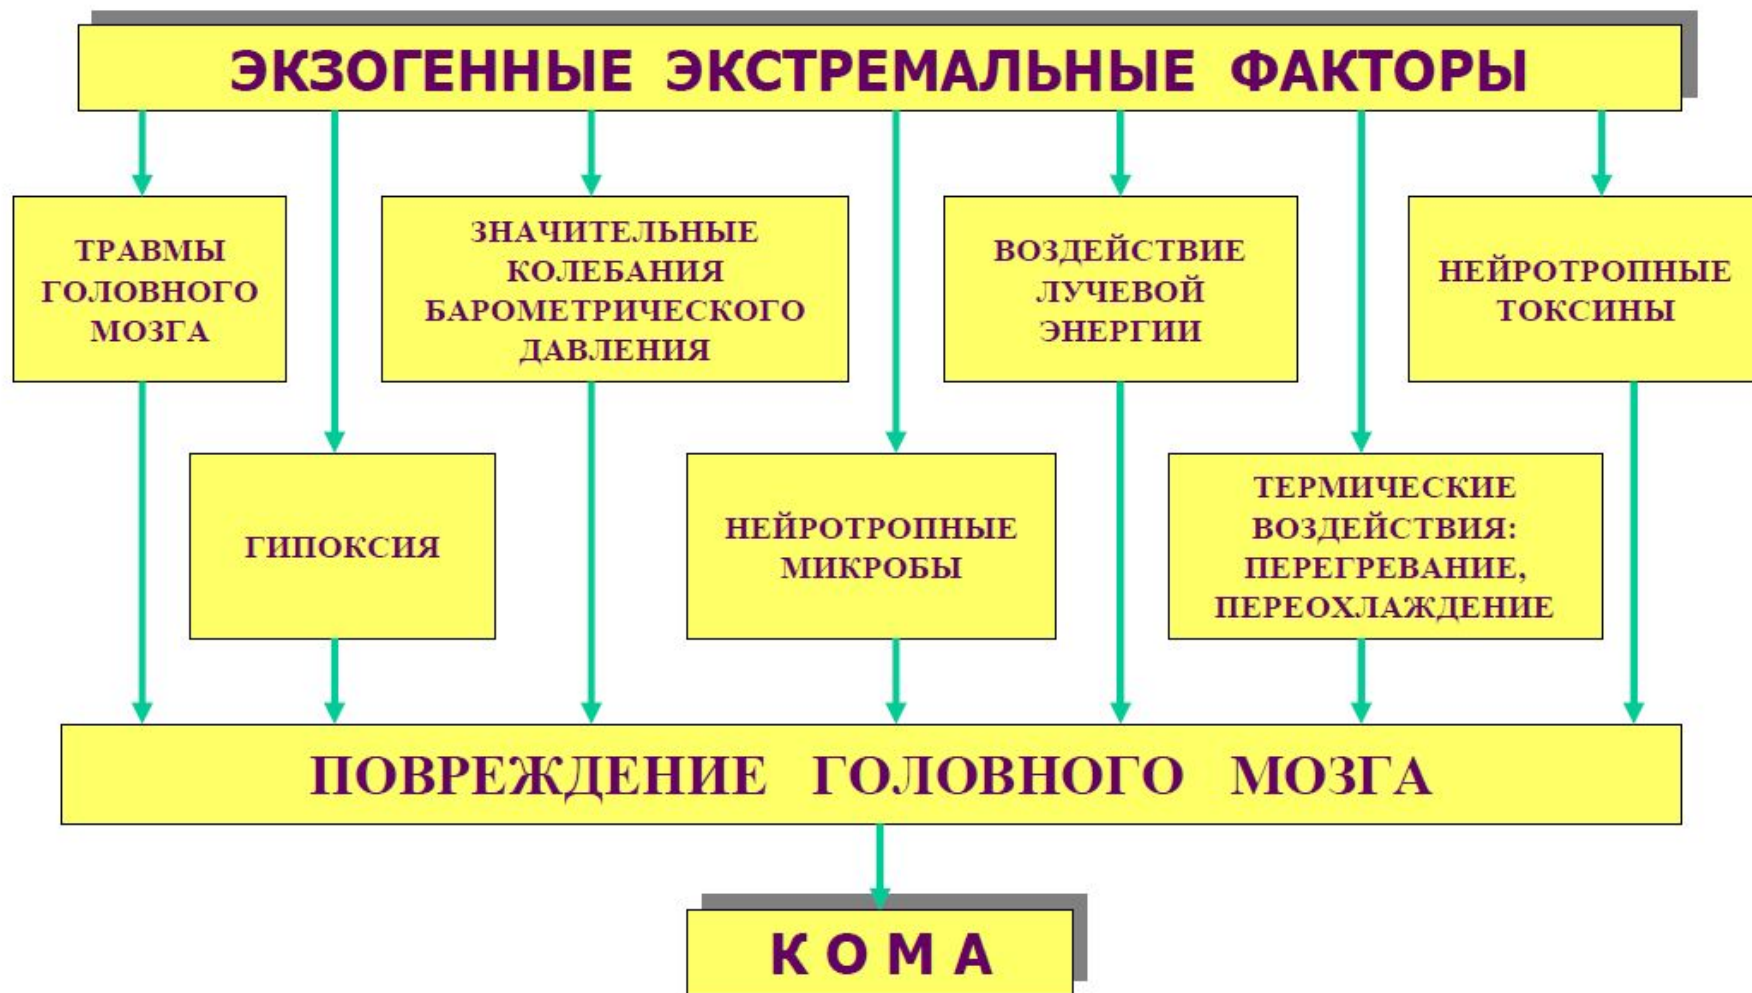 ЭКЗОГЕННЫЕ ЭКСТРЕМАЛЬНЫЕ ФАКТОРЫ
ТРАВМЫ
ГОЛОВНОГО
МОЗГА
ЗНАЧИТЕЛЬНЫЕ
КОЛЕБАНИЯ
БАРОМЕТРИЧЕСКОГО
ДАВЛЕНИЯ
ВОЗДЕЙСТВИЕ
ЛУЧЕВОЙ
ЭНЕРГИИ
НЕЙРОТРОПНЫЕ
ТОКСИНЫ
ГИПОКСИЯ
НЕЙРОТРОПНЫЕ
МИКРОБЫ
ТЕРМИЧЕСКИЕ
ВОЗДЕЙСТВИЯ:
ПЕРЕГРЕВАНИЕ,
ПЕРЕОХЛАЖДЕНИЕ
ПОВРЕЖДЕНИЕ ГОЛОВНОГО МОЗГА
К О М А